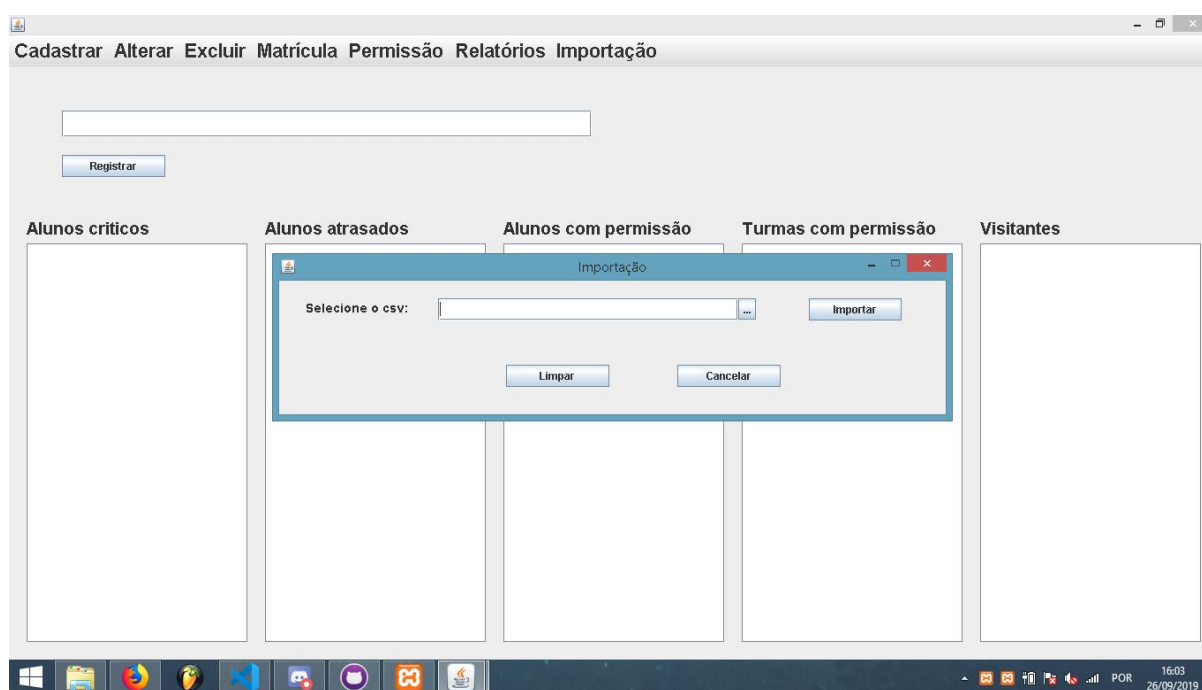 Cadastrar Alterar Excluir Matrícula Permissão Relatórios Importação
Registrar
Alunos criticos Alunos atrasados Alunos com permissão Turmas com permissão Visitantes
Importação
Selecione o csv: ... Importar
Limpar Cancelar
POR 16:03
26/09/2019